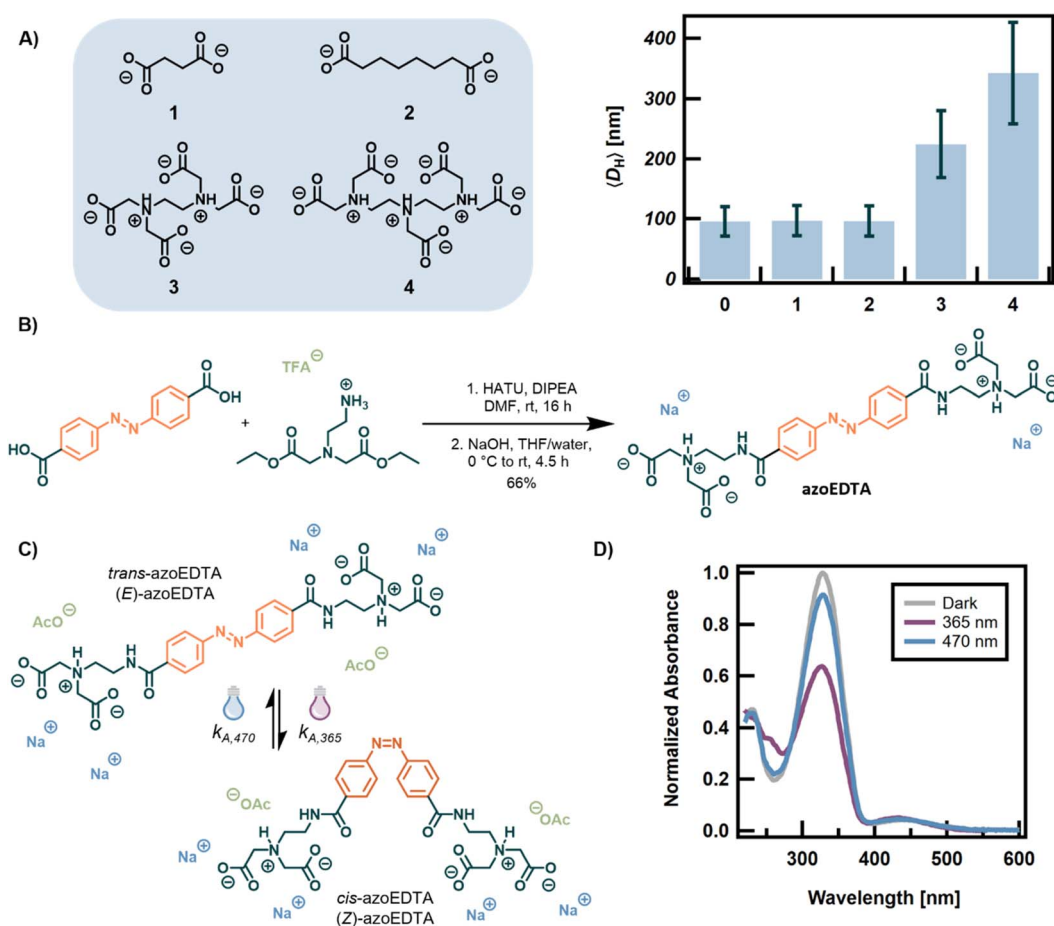 A)
1
2
3
4
⟨D_H⟩ [nm]
400
300
200
100
0
0 1 2 3 4
B)
TFA⊖
O
OH
N
N
HO
O
+
⊕
NH3
O
O
N
O
O
1. HATU, DIPEA
DMF, rt, 16 h
2. NaOH, THF/water,
0 °C to rt, 4.5 h
66%
Na⊕
Na⊕
azoEDTA
C)
trans-azoEDTA
(E)-azoEDTA
AcO⊖
Na⊕
Na⊕
AcO⊖
Na⊕
Na⊕
k_A,470
k_A,365
⊖OAc
⊖OAc
Na⊕
Na⊕
Na⊕
Na⊕
cis-azoEDTA
(Z)-azoEDTA
D)
Normalized Absorbance
1.0
0.8
0.6
0.4
0.2
0.0
Dark
365 nm
470 nm
300 400 500 600
Wavelength [nm]